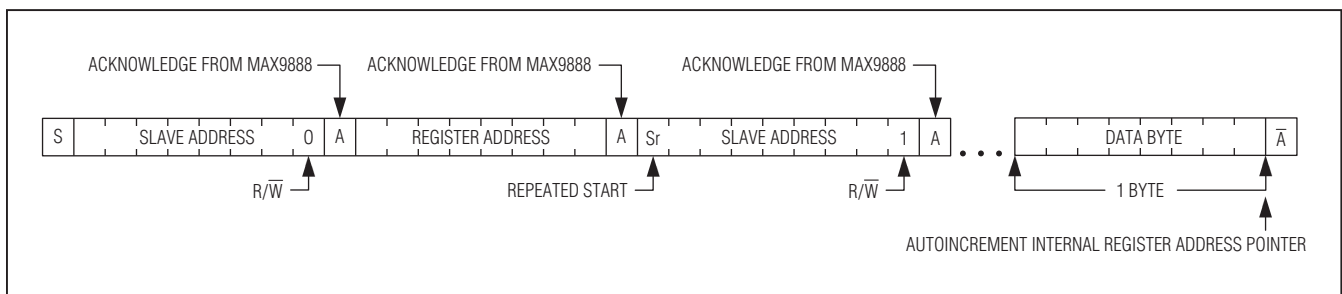 ACKNOWLEDGE FROM MAX9888 ACKNOWLEDGE FROM MAX9888 ACKNOWLEDGE FROM MAX9888
S SLAVE ADDRESS 0 A REGISTER ADDRESS A Sr SLAVE ADDRESS 1 A ... DATA BYTE A̅
R/W̅ REPEATED START R/W̅ 1 BYTE
AUTOINCREMENT INTERNAL REGISTER ADDRESS POINTER